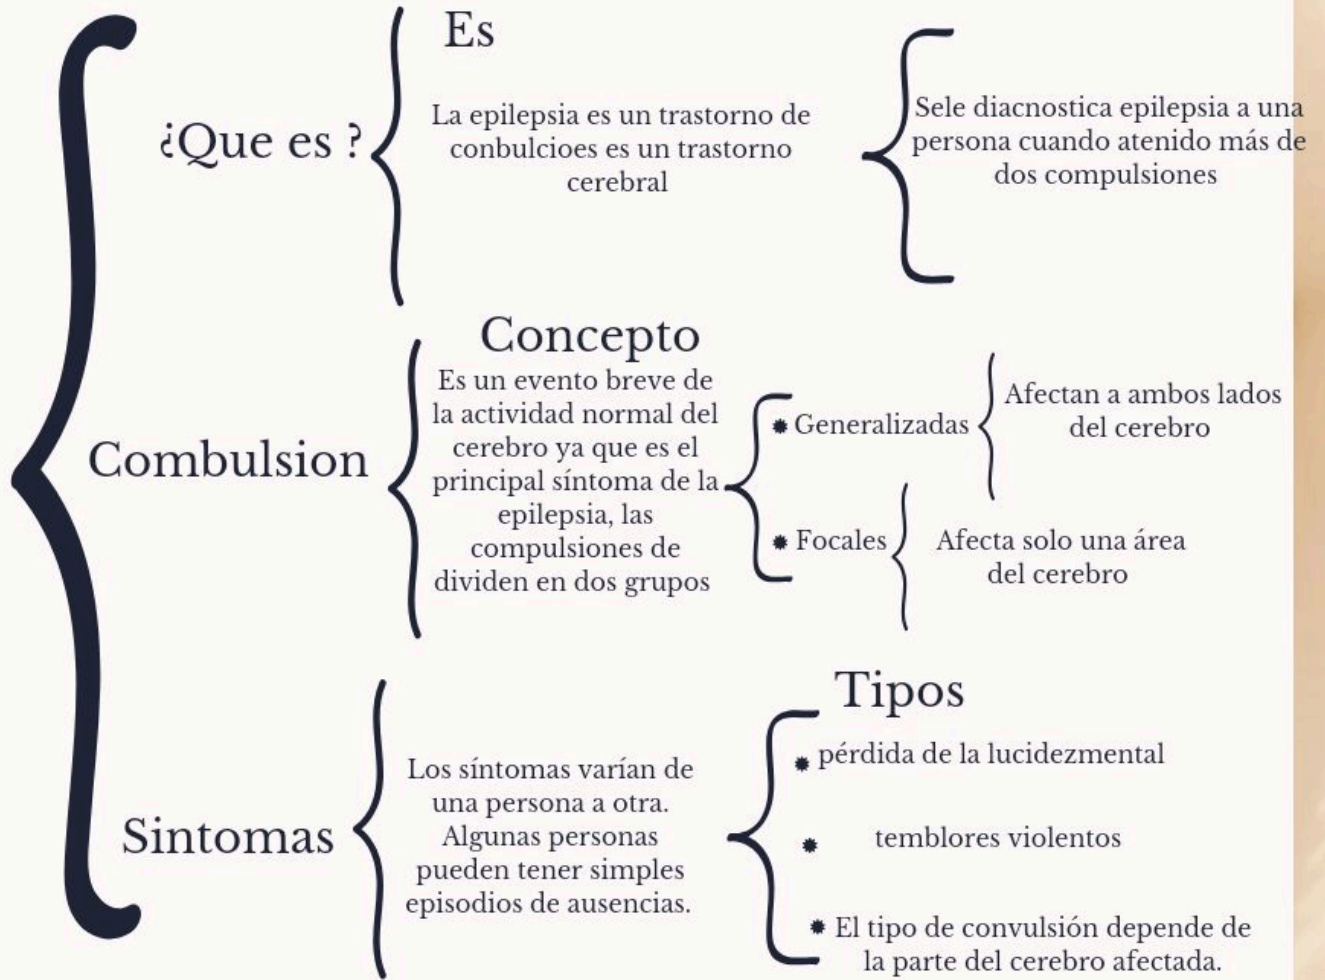 ¿Que es ?
Es
La epilepsia es un trastorno de
conbulcioes es un trastorno
cerebral
Sele diacnostica epilepsia a una
persona cuando atenido más de
dos compulsiones
Combulsion
Concepto
Es un evento breve de
la actividad normal del
cerebro ya que es el
principal síntoma de la
epilepsia, las
compulsiones de
dividen en dos grupos
Generalizadas
Afectan a ambos lados
del cerebro
Focales
Afecta solo una área
del cerebro
Sintomas
Los síntomas varían de
una persona a otra.
Algunas personas
pueden tener simples
episodios de ausencias.
Tipos
pérdida de la lucidezmental
temblores violentos
El tipo de convulsión depende de
la parte del cerebro afectada.